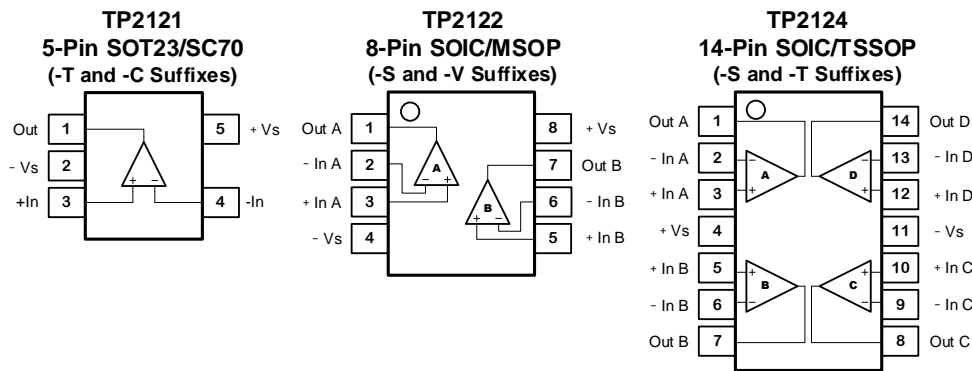 TP2121
5-Pin SOT23/SC70
(-T and -C Suffixes)
Out 1
5 + Vs
- Vs 2
+In 3
4 -In
+ -
TP2122
8-Pin SOIC/MSOP
(-S and -V Suffixes)
Out A 1
8 + Vs
- In A 2
7 Out B
+ In A 3
6 - In B
- Vs 4
5 + In B
A
- +
B
+ -
TP2124
14-Pin SOIC/TSSOP
(-S and -T Suffixes)
Out A 1
14 Out D
- In A 2
13 - In D
+ In A 3
12 + In D
+ Vs 4
11 - Vs
+ In B 5
10 + In C
- In B 6
9 - In C
Out B 7
8 Out C
- A D -
+ +
+ B C +
- -